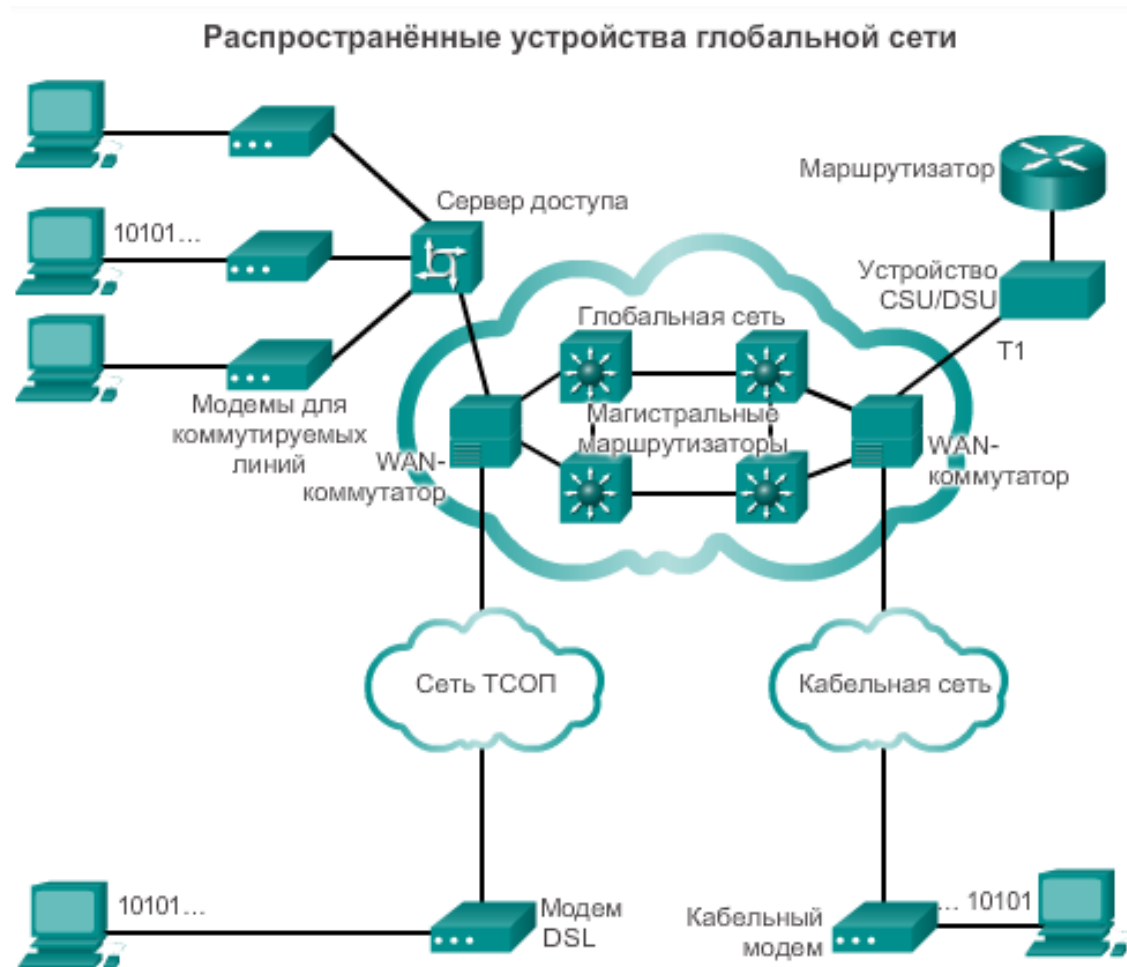 Распространённые устройства глобальной сети
Маршрутизатор
Сервер доступа
10101...
Устройство
CSU/DSU
Глобальная сеть
T1
Модемы для
коммутируемых
линий
Магистральные
маршрутизаторы
WAN-
коммутатор
WAN-
коммутатор
Сеть ТСОП
Кабельная сеть
10101...
Модем
DSL
Кабельный
модем
... 10101